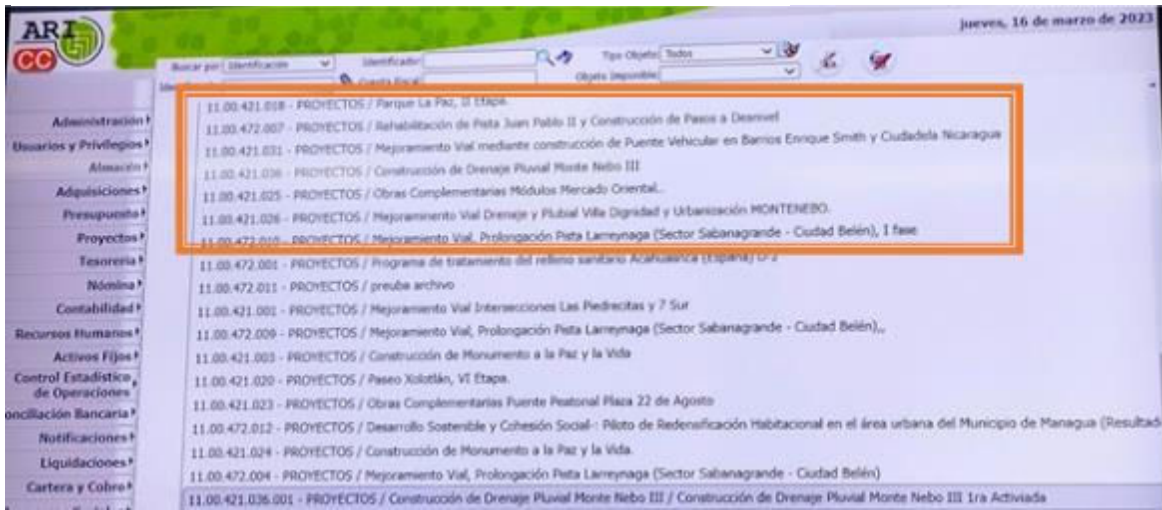 ARI
CC
jueves, 16 de marzo de 2023
Buscar por: Identificación Identificador: Tipo Objeto: Todos
Cuenta Fiscal: Objeto Imponible:
11.00.421.018 - PROYECTOS / Parque La Paz, II Etapa.
11.00.472.007 - PROYECTOS / Rehabilitación de Pista Juan Pablo II y Construcción de Pasos a Desnivel
11.00.421.031 - PROYECTOS / Mejoramiento Vial mediante construcción de Puente Vehicular en Barrios Enrique Smith y Ciudadela Nicaragua
11.00.421.036 - PROYECTOS / Construcción de Drenaje Pluvial Monte Nebo III
11.00.421.025 - PROYECTOS / Obras Complementarias Módulos Mercado Oriental..
11.00.421.026 - PROYECTOS / Mejoraminento Vial Drenaje y Plubial Villa Dignidad y Urbanización MONTENEBO.
11.00.472.010 - PROYECTOS / Mejoramiento Vial, Prolongación Pista Larreynaga (Sector Sabanagrande - Ciudad Belén), I fase
11.00.472.001 - PROYECTOS / Programa de tratamiento del relleno sanitario Acahualinca (España) D-2
11.00.472.011 - PROYECTOS / preuba archivo
11.00.421.001 - PROYECTOS / Mejoramiento Vial Intersecciones Las Piedrecitas y 7 Sur
11.00.472.009 - PROYECTOS / Mejoramiento Vial, Prolongación Pista Larreynaga (Sector Sabanagrande - Ciudad Belén),,
11.00.421.003 - PROYECTOS / Construcción de Monumento a la Paz y la Vida
11.00.421.020 - PROYECTOS / Paseo Xolotlán, VI Etapa.
11.00.421.023 - PROYECTOS / Obras Complementarias Puente Peatonal Plaza 22 de Agosto
11.00.472.012 - PROYECTOS / Desarrollo Sostenible y Cohesión Social-: Piloto de Redensificación Habitacional en el área urbana del Municipio de Managua (Resultad
11.00.421.024 - PROYECTOS / Construcción de Monumento a la Paz y la Vida.
11.00.472.004 - PROYECTOS / Mejoramiento Vial, Prolongación Pista Larreynaga (Sector Sabanagrande - Ciudad Belén)
11.00.421.036.001 - PROYECTOS / Construcción de Drenaje Pluvial Monte Nebo III / Construcción de Drenaje Pluvial Monte Nebo III 1ra Activiada
Administración
Usuarios y Privilegios
Almacén
Adquisiciones
Presupuesto
Proyectos
Tesorería
Nómina
Contabilidad
Recursos Humanos
Activos Fijos
Control Estadístico
de Operaciones
onciliación Bancaria
Notificaciones
Liquidaciones
Cartera y Cobro